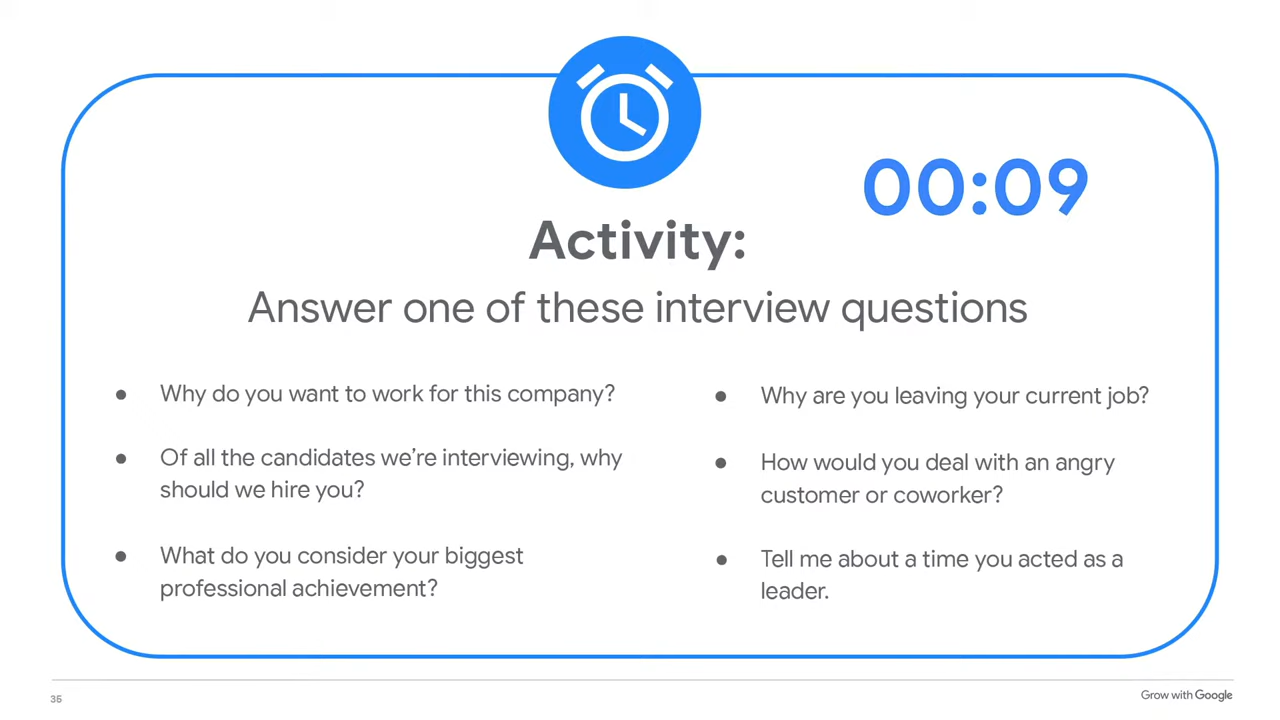 00:09
Activity:
Answer one of these interview questions
● Why do you want to work for this company?
● Of all the candidates we’re interviewing, why
should we hire you?
● What do you consider your biggest
professional achievement?
● Why are you leaving your current job?
● How would you deal with an angry
customer or coworker?
● Tell me about a time you acted as a
leader.
35
Grow with Google